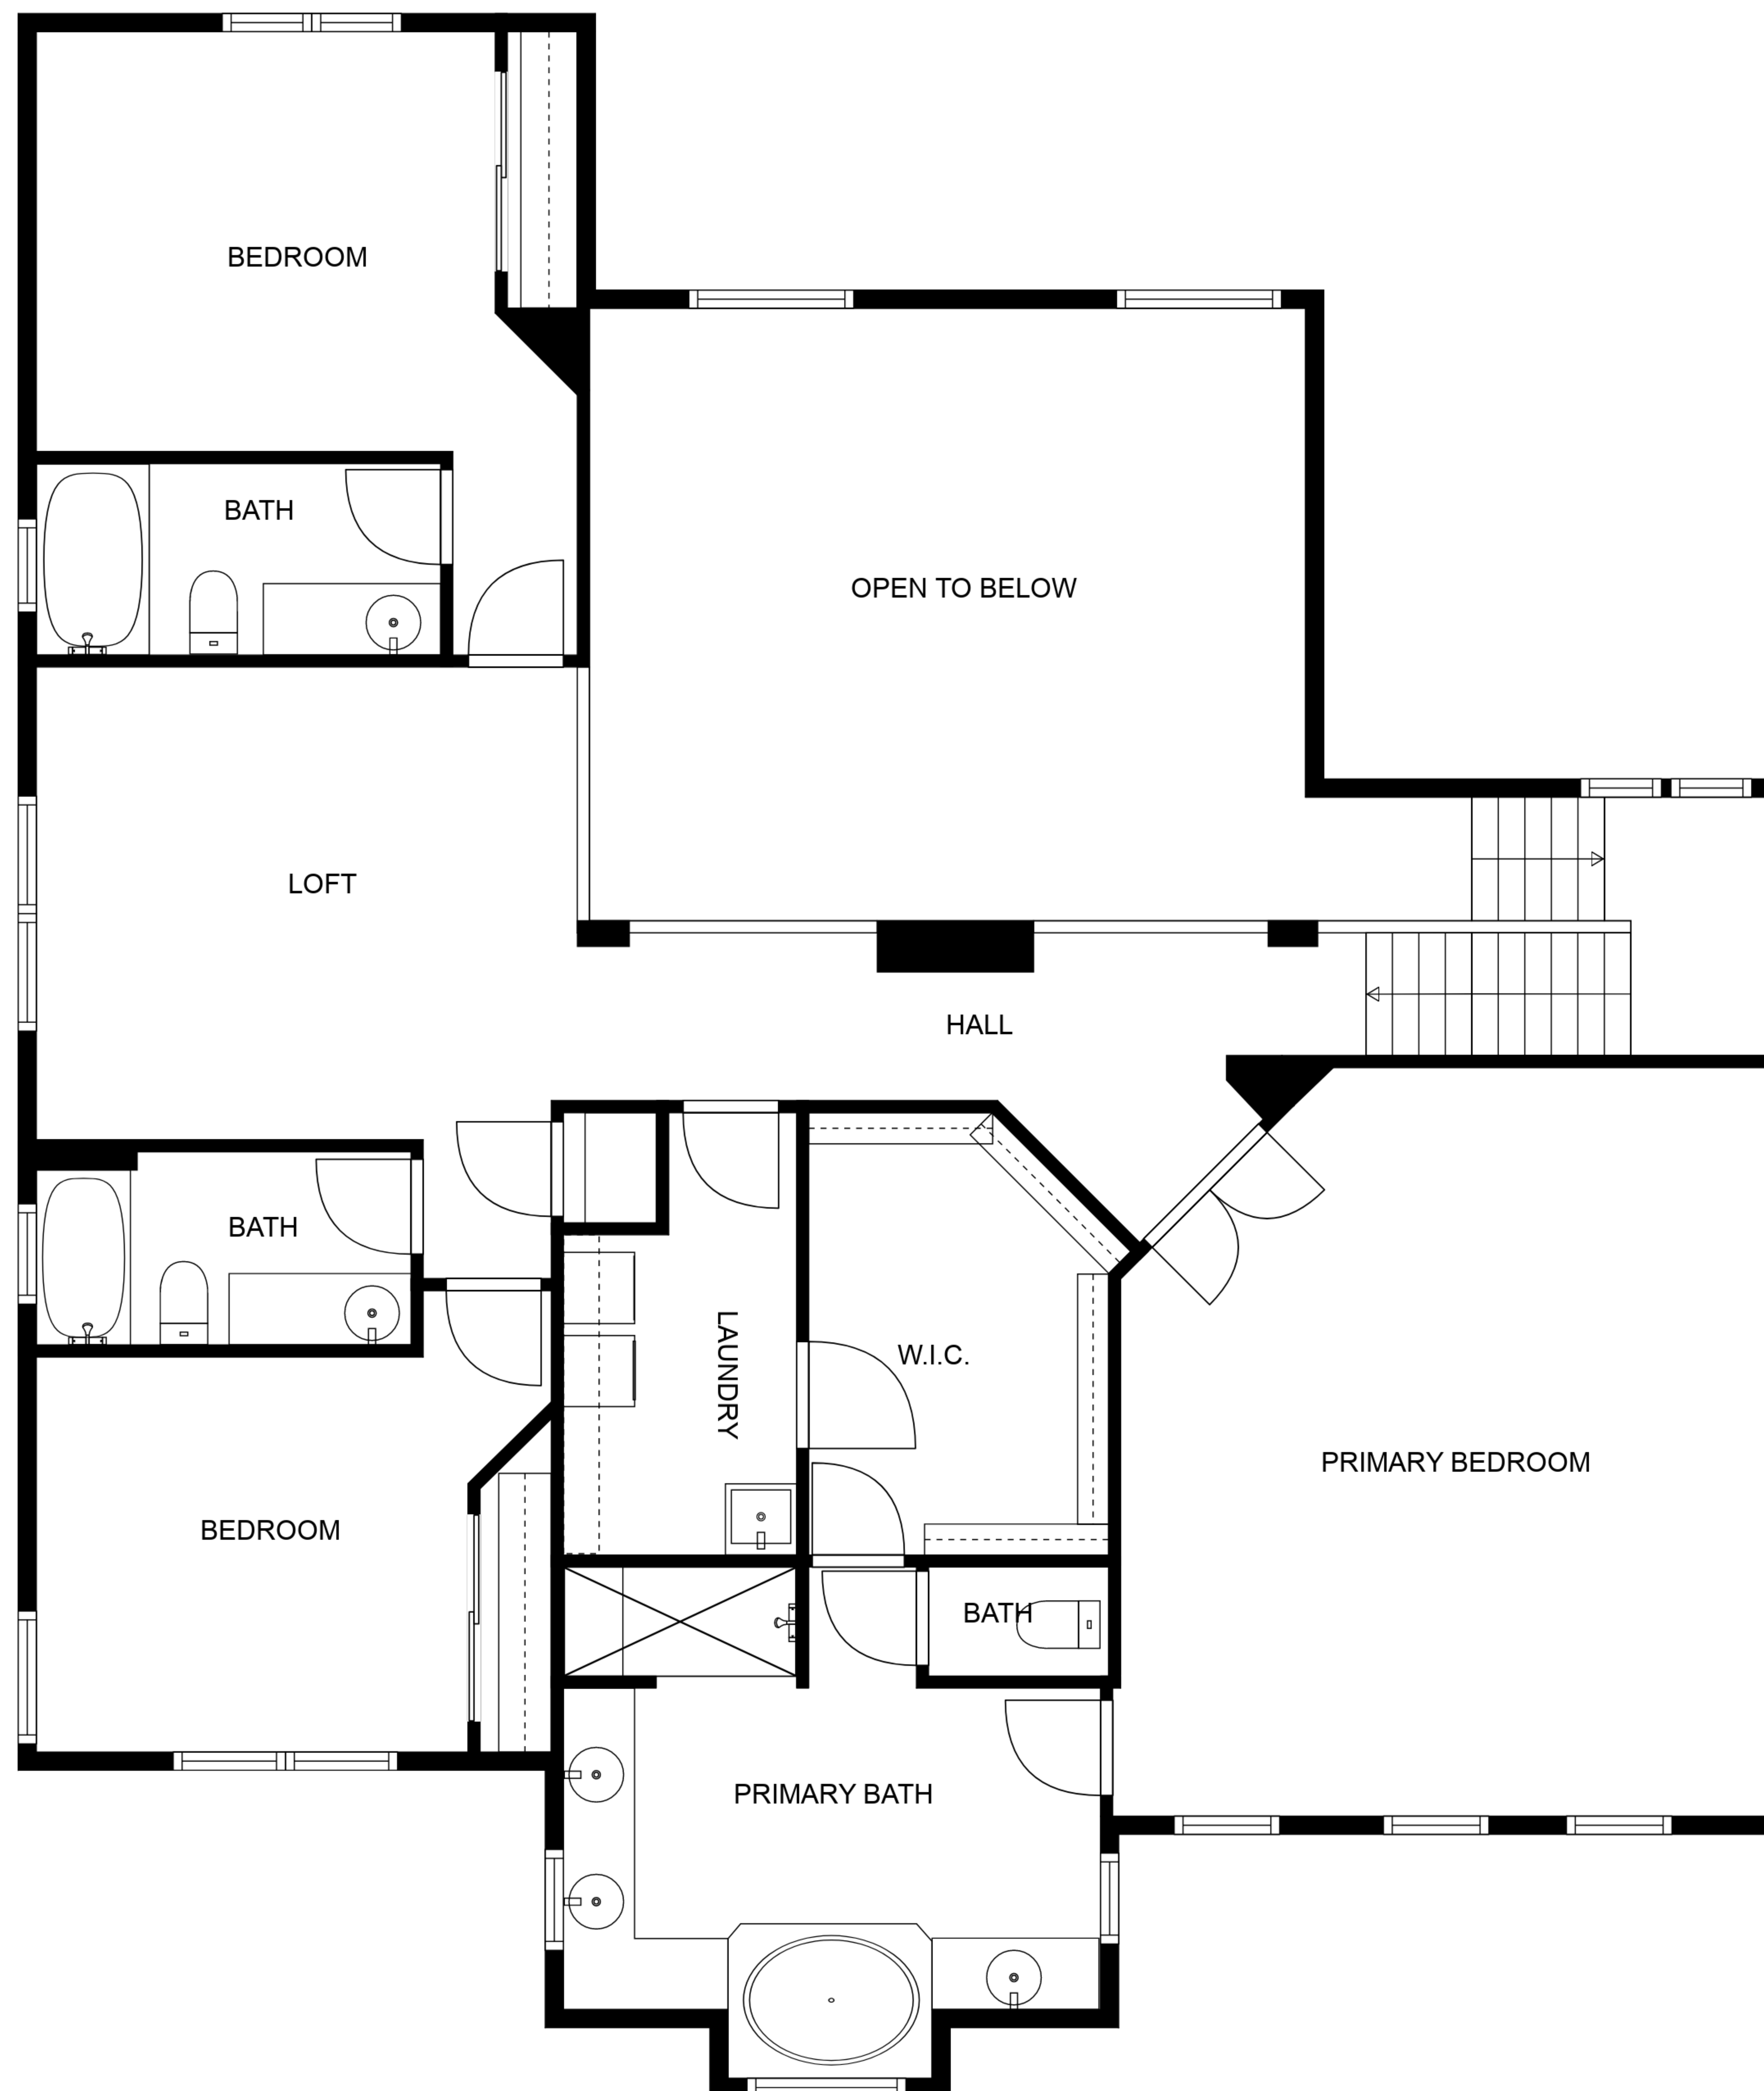 BEDROOM
BATH
OPEN TO BELOW
LOFT
HALL
BATH
LAUNDRY
W.I.C.
PRIMARY BEDROOM
BEDROOM
BATH
PRIMARY BATH